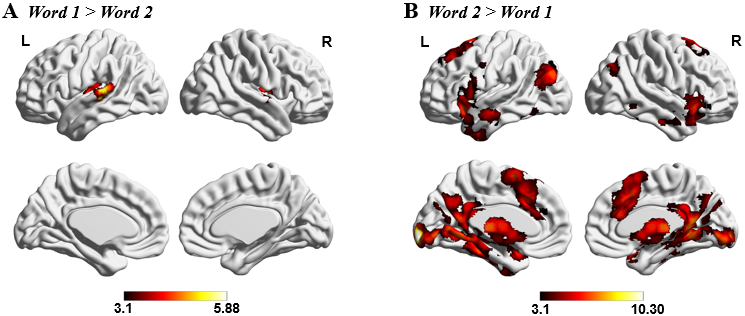 A Word 1 > Word 2
L R
3.1 5.88
B Word 2 > Word 1
L R
3.1 10.30